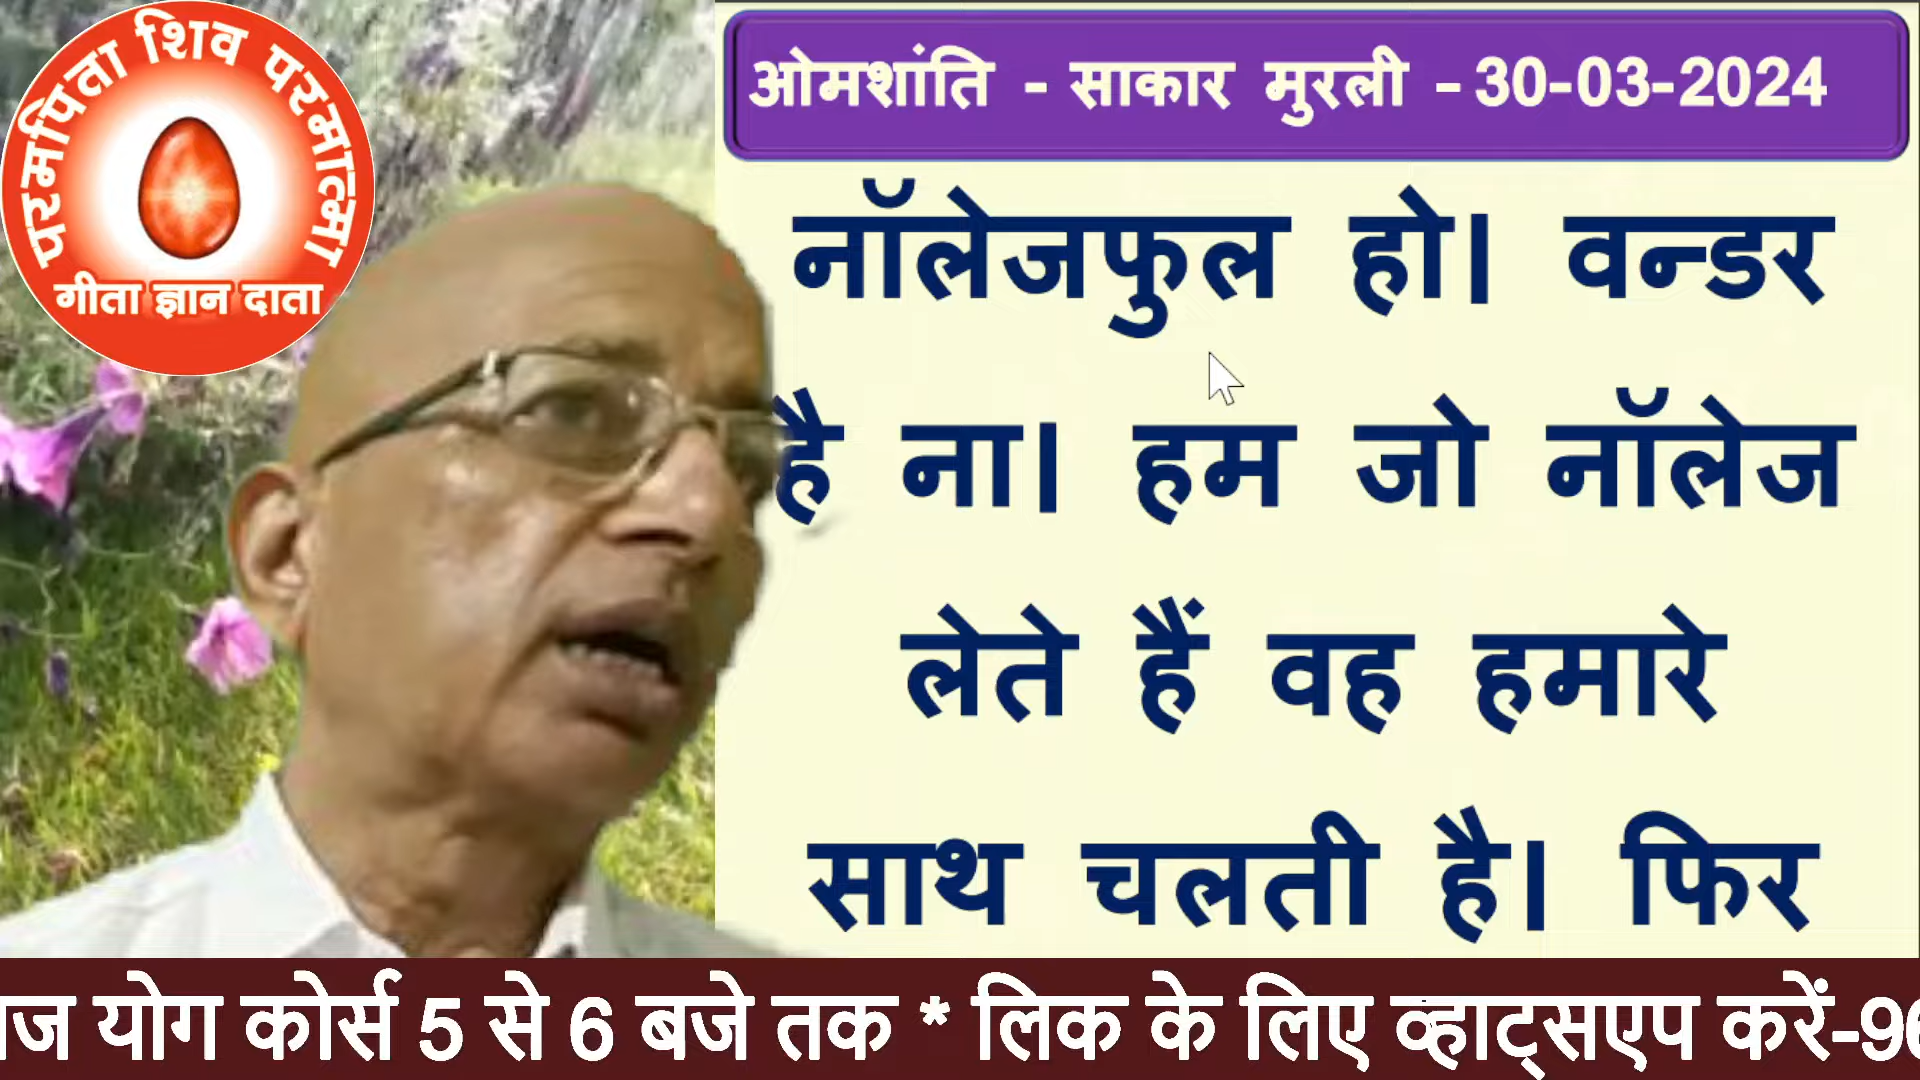 परमपिता शिव परमात्मा
गीता ज्ञान दाता
ओमशांति - साकार मुरली - 30-03-2024
नॉलेजफुल हो। वन्डर
है ना। हम जो नॉलेज
लेते हैं वह हमारे
साथ चलती है। फिर
योग कोर्स 5 से 6 बजे तक * लिंक के लिए व्हाट्सएप करें-96